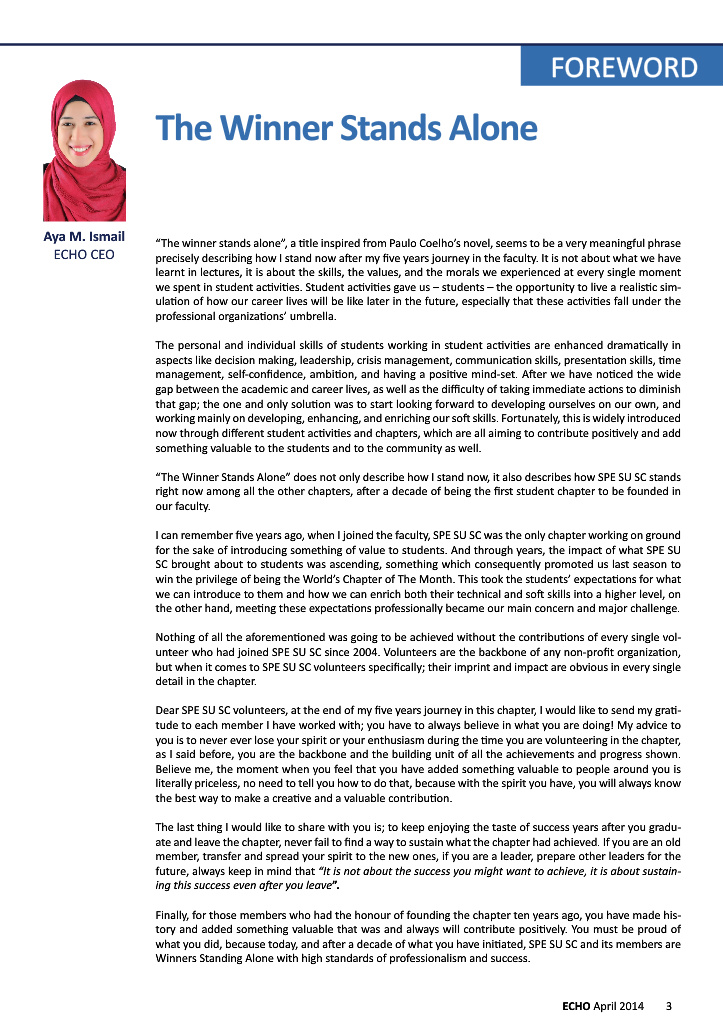 FOREWORD
The Winner Stands Alone
Aya M. Ismail
ECHO CEO
“The winner stands alone”, a title inspired from Paulo Coelho’s novel, seems to be a very meaningful phrase
precisely describing how I stand now after my five years journey in the faculty. It is not about what we have
learnt in lectures, it is about the skills, the values, and the morals we experienced at every single moment
we spent in student activities. Student activities gave us – students – the opportunity to live a realistic sim-
ulation of how our career lives will be like later in the future, especially that these activities fall under the
professional organizations’ umbrella.
The personal and individual skills of students working in student activities are enhanced dramatically in
aspects like decision making, leadership, crisis management, communication skills, presentation skills, time
management, self-confidence, ambition, and having a positive mind-set. After we have noticed the wide
gap between the academic and career lives, as well as the difficulty of taking immediate actions to diminish
that gap; the one and only solution was to start looking forward to developing ourselves on our own, and
working mainly on developing, enhancing, and enriching our soft skills. Fortunately, this is widely introduced
now through different student activities and chapters, which are all aiming to contribute positively and add
something valuable to the students and to the community as well.
“The Winner Stands Alone” does not only describe how I stand now, it also describes how SPE SU SC stands
right now among all the other chapters, after a decade of being the first student chapter to be founded in
our faculty.
I can remember five years ago, when I joined the faculty, SPE SU SC was the only chapter working on ground
for the sake of introducing something of value to students. And through years, the impact of what SPE SU
SC brought about to students was ascending, something which consequently promoted us last season to
win the privilege of being the World’s Chapter of The Month. This took the students’ expectations for what
we can introduce to them and how we can enrich both their technical and soft skills into a higher level, on
the other hand, meeting these expectations professionally became our main concern and major challenge.
Nothing of all the aforementioned was going to be achieved without the contributions of every single vol-
unteer who had joined SPE SU SC since 2004. Volunteers are the backbone of any non-profit organization,
but when it comes to SPE SU SC volunteers specifically; their imprint and impact are obvious in every single
detail in the chapter.
Dear SPE SU SC volunteers, at the end of my five years journey in this chapter, I would like to send my grati-
tude to each member I have worked with; you have to always believe in what you are doing! My advice to
you is to never ever lose your spirit or your enthusiasm during the time you are volunteering in the chapter,
as I said before, you are the backbone and the building unit of all the achievements and progress shown.
Believe me, the moment when you feel that you have added something valuable to people around you is
literally priceless, no need to tell you how to do that, because with the spirit you have, you will always know
the best way to make a creative and a valuable contribution.
The last thing I would like to share with you is; to keep enjoying the taste of success years after you gradu-
ate and leave the chapter, never fail to find a way to sustain what the chapter had achieved. If you are an old
member, transfer and spread your spirit to the new ones, if you are a leader, prepare other leaders for the
future, always keep in mind that “It is not about the success you might want to achieve, it is about sustain-
ing this success even after you leave”.
Finally, for those members who had the honour of founding the chapter ten years ago, you have made his-
tory and added something valuable that was and always will contribute positively. You must be proud of
what you did, because today, and after a decade of what you have initiated, SPE SU SC and its members are
Winners Standing Alone with high standards of professionalism and success.
ECHO April 2014 3